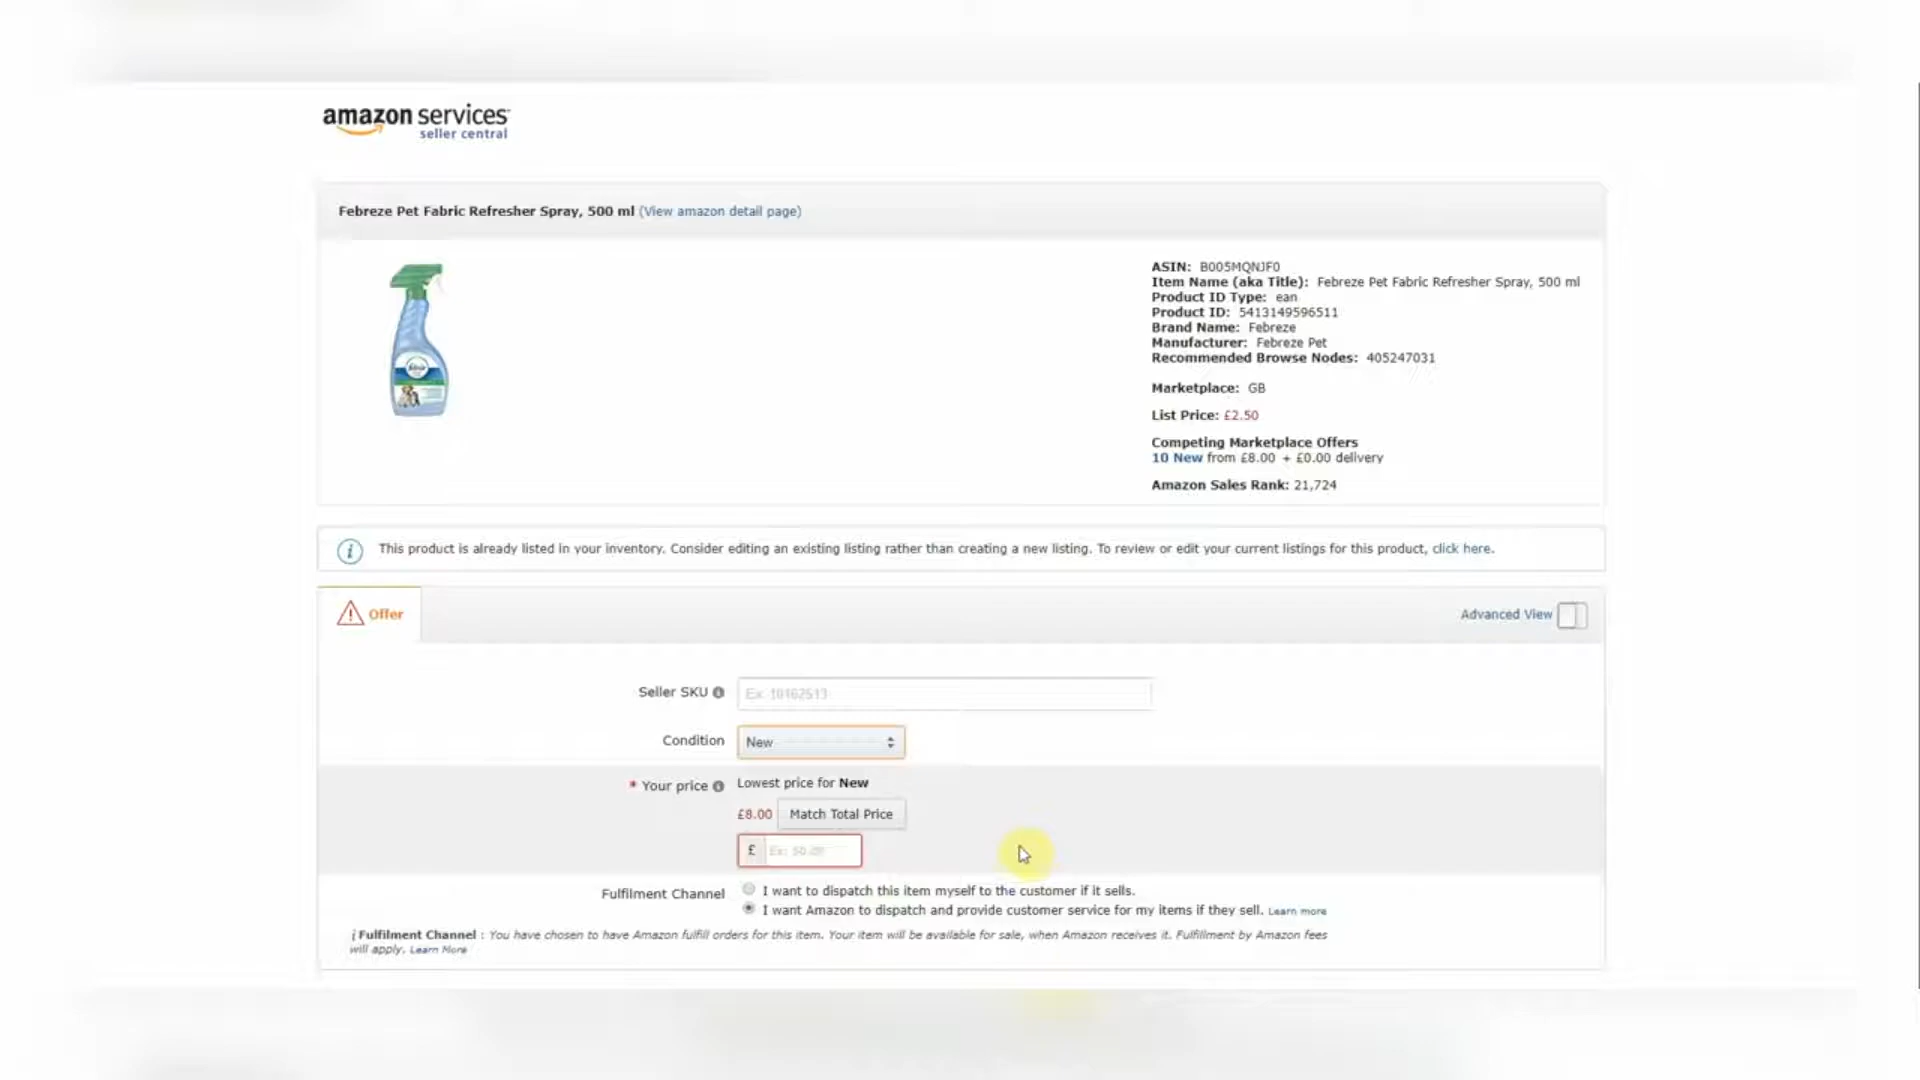 amazon services
seller central
Febreze Pet Fabric Refresher Spray, 500 ml (View amazon detail page)
ASIN: B005MQNJF0
Item Name (aka Title): Febreze Pet Fabric Refresher Spray, 500 ml
Product ID Type: ean
Product ID: 5413149596511
Brand Name: Febreze
Manufacturer: Febreze Pet
Recommended Browse Nodes: 405247031
Marketplace: GB
List Price: £2.50
Competing Marketplace Offers
10 New from £8.00 + £0.00 delivery
Amazon Sales Rank: 21,724
This product is already listed in your inventory. Consider editing an existing listing rather than creating a new listing. To review or edit your current listings for this product, click here.
Offer
Advanced View
Seller SKU
Ex: 10162513
Condition
New
* Your price
Lowest price for New
£8.00 Match Total Price
£ Ex: 50.00
Fulfilment Channel
I want to dispatch this item myself to the customer if it sells.
I want Amazon to dispatch and provide customer service for my items if they sell. Learn more
Fulfilment Channel : You have chosen to have Amazon fulfill orders for this item. Your item will be available for sale, when Amazon receives it. Fulfillment by Amazon fees
will apply. Learn More